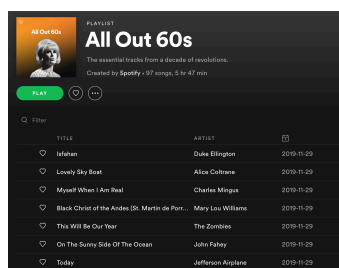 All Out 60s
PLAYLIST
All Out 60s
The essential tracks from a decade of revolutions.
Created by Spotify • 97 songs, 5 hr 47 min
PLAY
Filter
TITLE ARTIST
Isfahan Duke Ellington 2019-11-29
Lovely Sky Boat Alice Coltrane 2019-11-29
Myself When I Am Real Charles Mingus 2019-11-29
Black Christ of the Andes (St. Martin de Porr... Mary Lou Williams 2019-11-29
This Will Be Our Year The Zombies 2019-11-29
On The Sunny Side Of The Ocean John Fahey 2019-11-29
Today Jefferson Airplane 2019-11-29